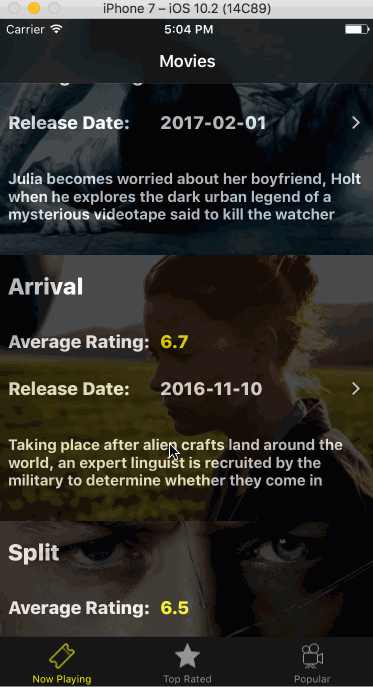 iPhone 7 – iOS 10.2 (14C89)
Carrier 5:04 PM
Movies
Release Date: 2017-02-01
Julia becomes worried about her boyfriend, Holt
when he explores the dark urban legend of a
mysterious videotape said to kill the watcher
Arrival
Average Rating: 6.7
Release Date: 2016-11-10
Taking place after alien crafts land around the
world, an expert linguist is recruited by the
military to determine whether they come in
Split
Average Rating: 6.5
Now Playing Top Rated Popular